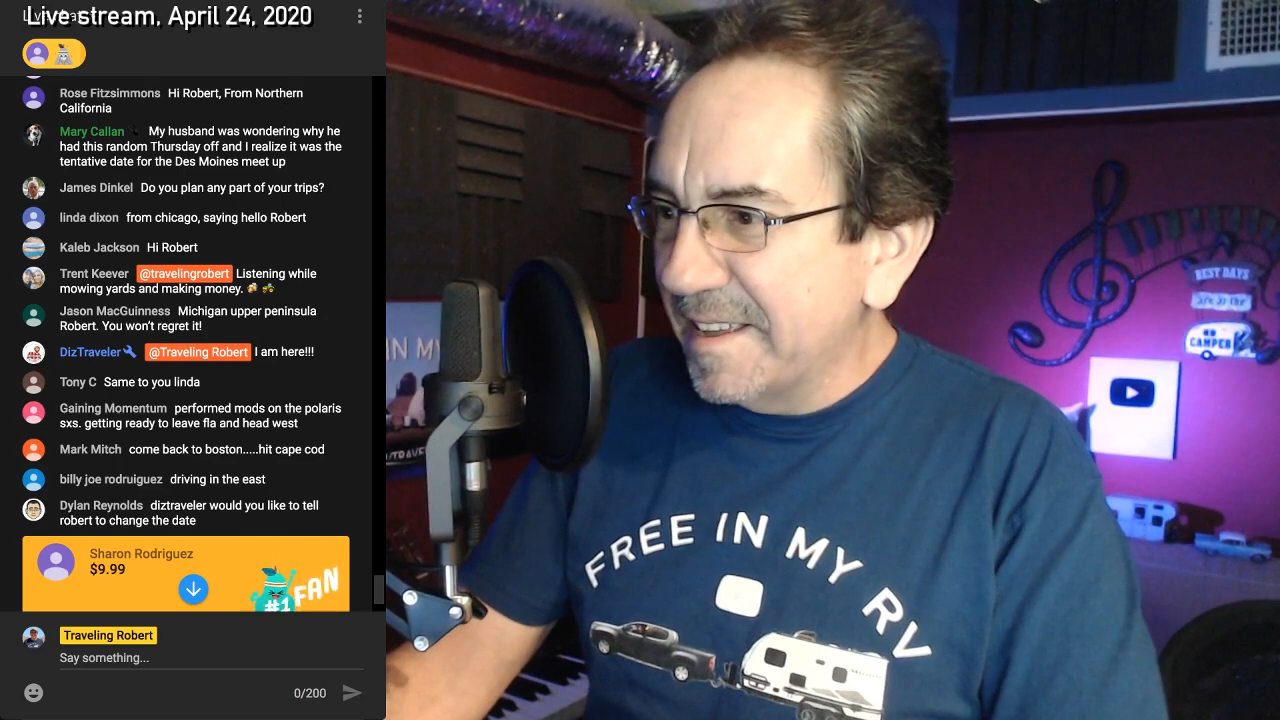 Live stream, April 24, 2020
Rose Fitzsimmons Hi Robert, From Northern
California
Mary Callan My husband was wondering why he
had this random Thursday off and I realize it was the
tentative date for the Des Moines meet up
James Dinkel Do you plan any part of your trips?
linda dixon from chicago, saying hello Robert
Kaleb Jackson Hi Robert
Trent Keever @travelingrobert Listening while
mowing yards and making money.
Jason MacGuinness Michigan upper peninsula
Robert. You won't regret it!
DizTraveler @Traveling Robert I am here!!!
Tony C Same to you linda
Gaining Momentum performed mods on the polaris
sxs. getting ready to leave fla and head west
Mark Mitch come back to boston.....hit cape cod
billy joe rodruiguez driving in the east
Dylan Reynolds diztraveler would you like to tell
robert to change the date
Sharon Rodriguez
$9.99
#1 FAN
Traveling Robert
Say something...
0/200
IN MY
FREE IN MY RV
BEST DAYS
CAMPER